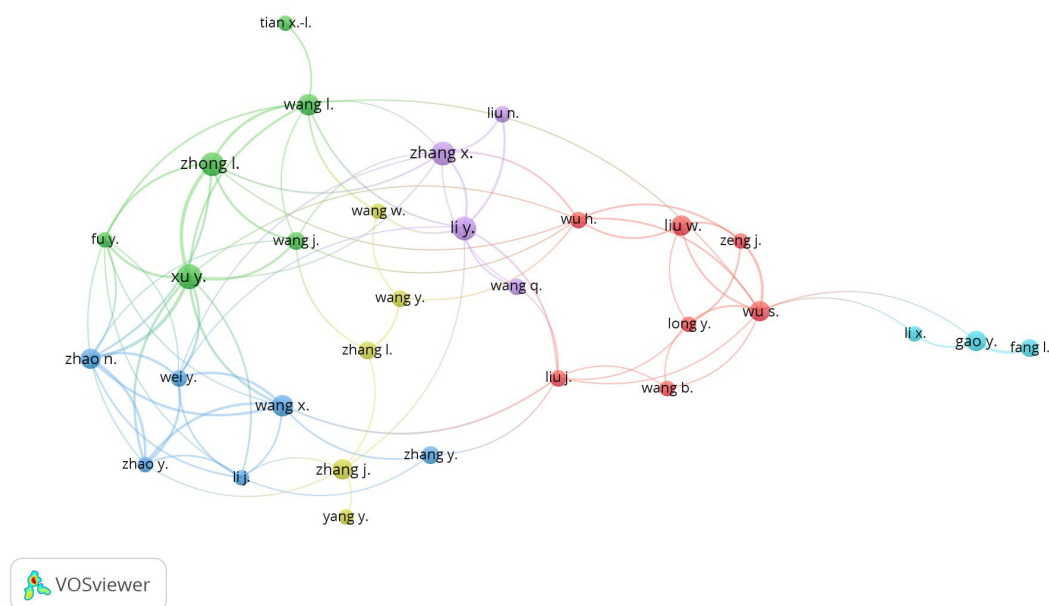 tian x.-l.
wang l.
liu n.
zhang x.
zhong l.
wang w.
wu h.
liu w.
li y.
fu y.
wang j.
zeng j.
xu y.
wang q.
wang y.
wu s.
long y.
li x.
gao y.
fang l.
zhang l.
zhao n.
wei y.
liu j.
wang b.
wang x.
zhang y.
zhao y.
zhang j.
li j.
yang y.
VOSviewer